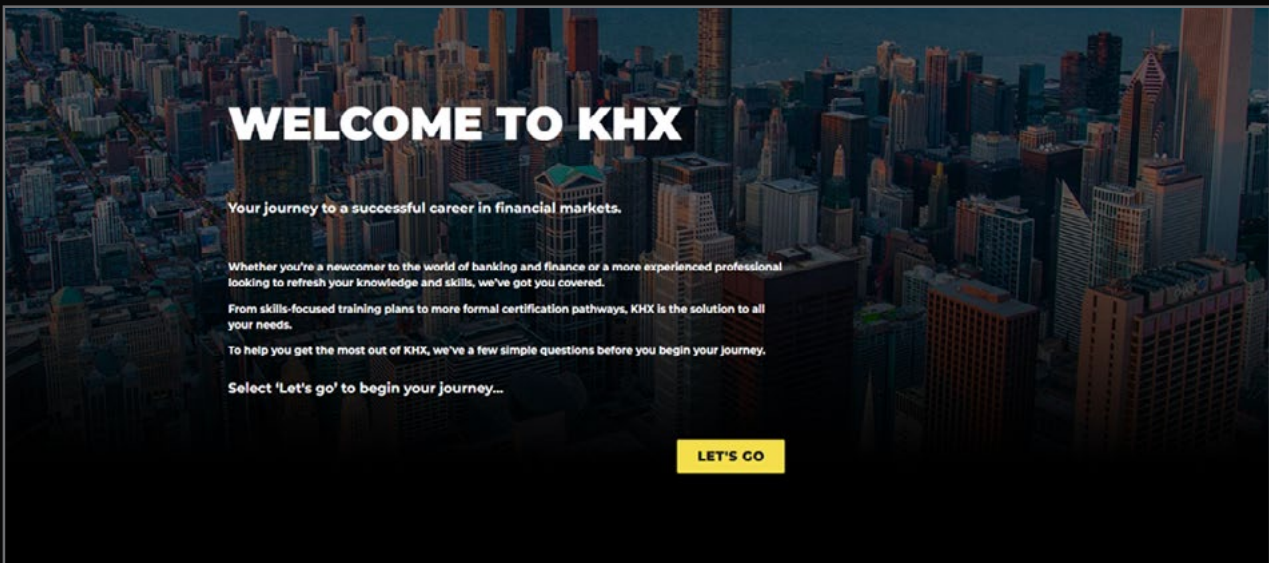 WELCOME TO KHX
Your journey to a successful career in financial markets.
Whether you're a newcomer to the world of banking and finance or a more experienced professional
looking to refresh your knowledge and skills, we've got you covered.
From skills-focused training plans to more formal certification pathways, KHX is the solution to all
your needs.
To help you get the most out of KHX, we've a few simple questions before you begin your journey.
Select ‘Let's go’ to begin your journey...
LET'S GO